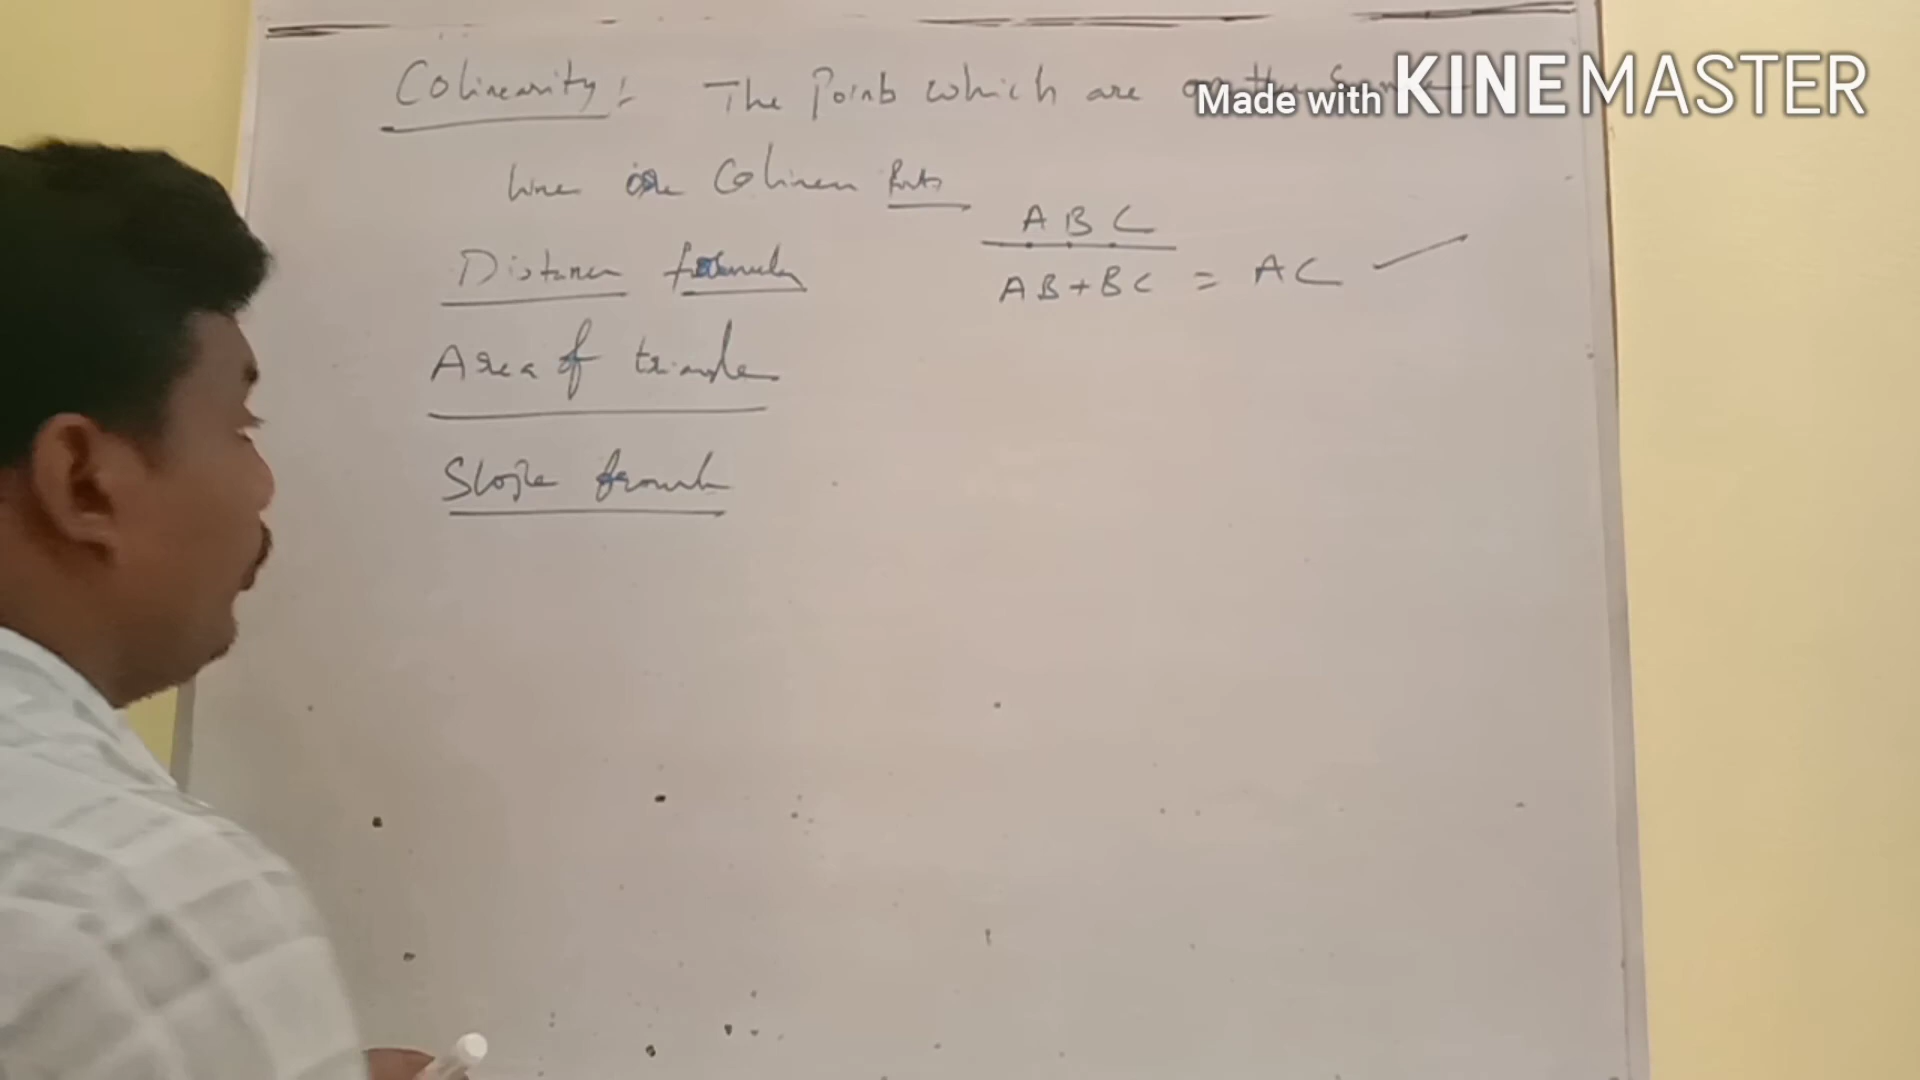 Colinearity : The Points which are on the Same
line are Colinear Points
A B C
Distance formula
AB + BC = AC
Area of triangle
Slope formula
Made with KINEMASTER